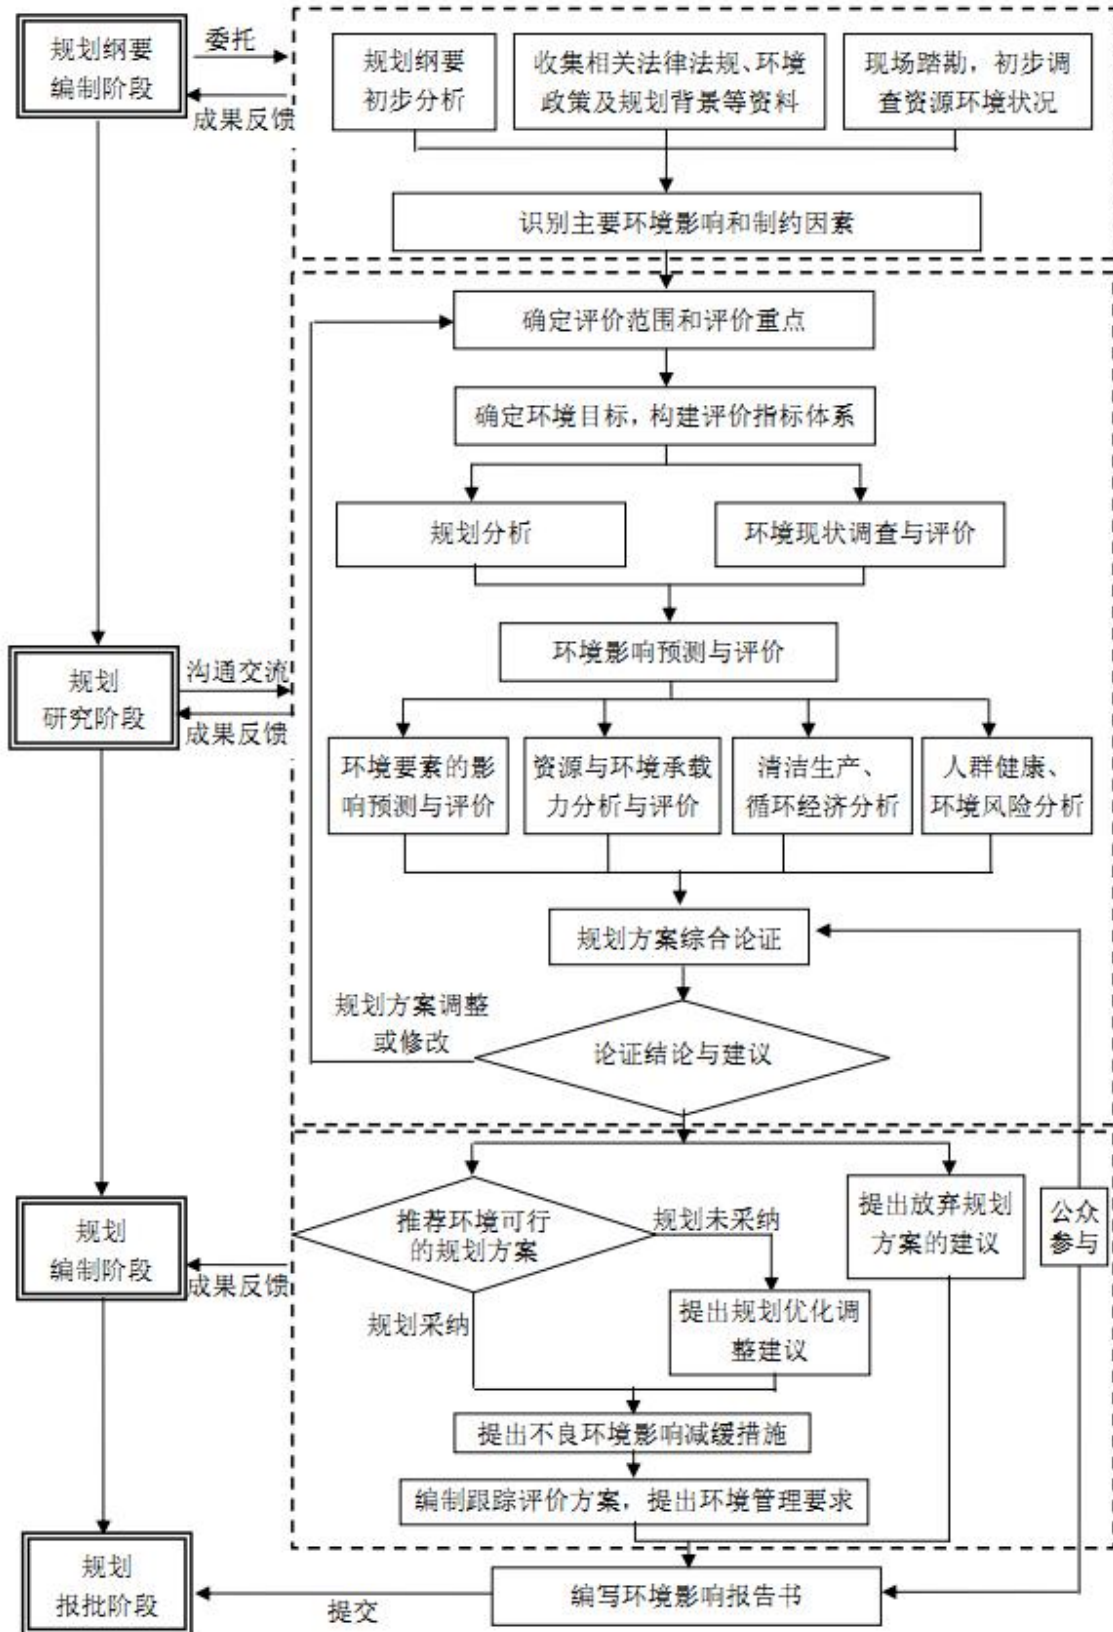 规划纲要
编制阶段
委托
成果反馈
规划纲要
初步分析
收集相关法律法规、环境
政策及规划背景等资料
现场踏勘，初步调
查资源环境状况
识别主要环境影响和制约因素
确定评价范围和评价重点
确定环境目标，构建评价指标体系
规划分析
环境现状调查与评价
环境影响预测与评价
规划
研究阶段
沟通交流
成果反馈
环境要素的影
响预测与评价
资源与环境承载
力分析与评价
清洁生产、
循环经济分析
人群健康、
环境风险分析
规划方案综合论证
规划方案调整
或修改
论证结论与建议
规划
编制阶段
成果反馈
推荐环境可行
的规划方案
规划未采纳
提出放弃规划
方案的建议
公众
参与
规划采纳
提出规划优化调
整建议
提出不良环境影响减缓措施
编制跟踪评价方案，提出环境管理要求
规划
报批阶段
提交
编写环境影响报告书